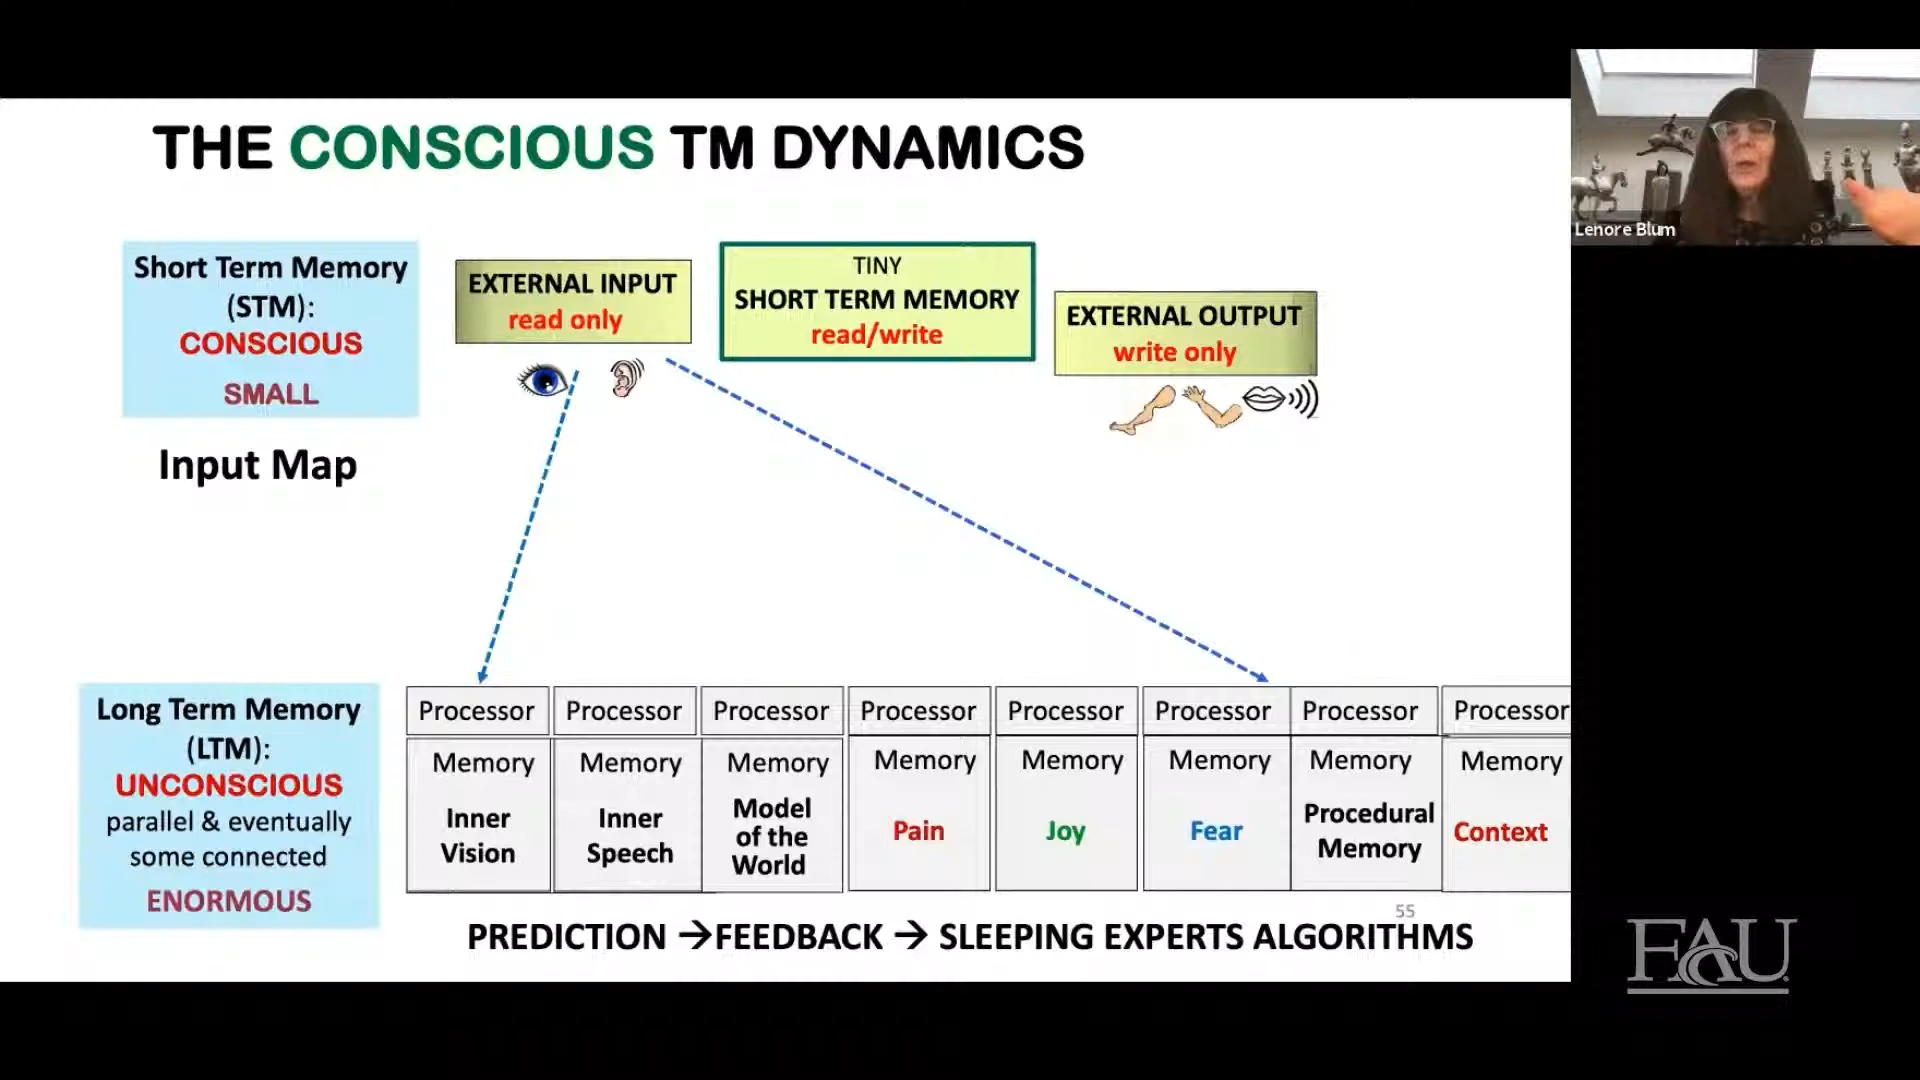 THE CONSCIOUS TM DYNAMICS
Short Term Memory
(STM):
CONSCIOUS
SMALL
EXTERNAL INPUT
read only
TINY
SHORT TERM MEMORY
read/write
EXTERNAL OUTPUT
write only
Lenore Blum
Input Map
Long Term Memory
(LTM):
UNCONSCIOUS
parallel & eventually
some connected
ENORMOUS
Processor Processor Processor Processor Processor Processor Processor Processor
Memory Memory Memory Memory Memory Memory Memory Memory
Inner
Vision
Inner
Speech
Model
of the
World
Pain
Joy
Fear
Procedural
Memory
Context
55
PREDICTION →FEEDBACK → SLEEPING EXPERTS ALGORITHMS
FAU